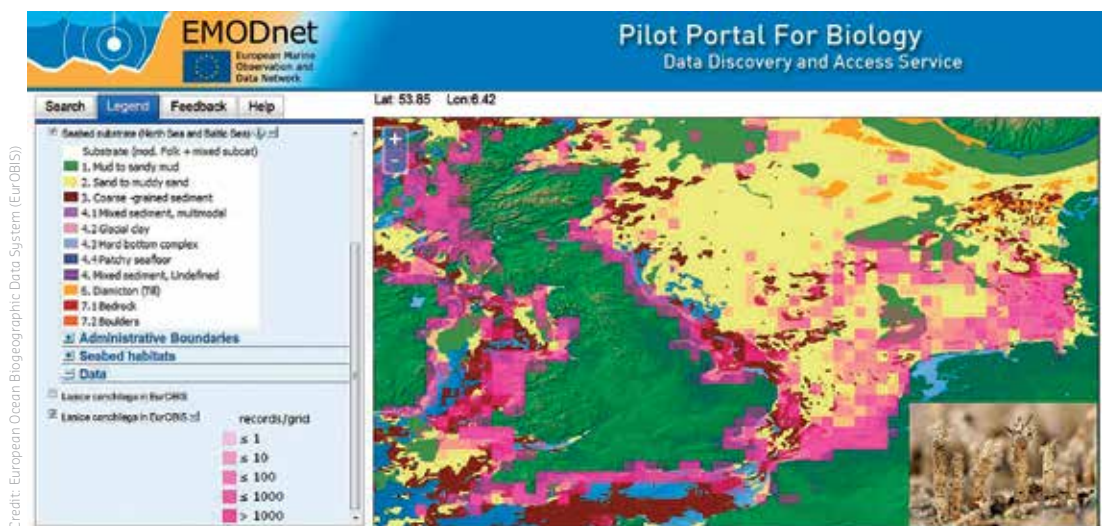 EMODnet
European Marine
Observation and
Data Network
Pilot Portal For Biology
Data Discovery and Access Service
Search Legend Feedback Help
Lat: 53.85 Lon:6.42
Seabed substrate (North Sea and Baltic Sea)
Substrate (mod. Folk + mixed subcat)
1. Mud to sandy mud
2. Sand to muddy sand
3. Coarse -grained sediment
4.1 Mixed sediment, multimodal
4.2 Glacial clay
4.3 Hard bottom complex
4.4 Patchy seafloor
4. Mixed sediment, Undefined
6. Diamicton (Till)
7.1 Bedrock
7.2 Boulders
Administrative Boundaries
Seabed habitats
Data
Lanice conchilega in EurOBIS
Lanice conchilega in EurOBIS
records/grid
≤ 1
≤ 10
≤ 100
≤ 1000
> 1000
+
-
Credit: European Ocean Biogeographic Data System (EurOBIS))